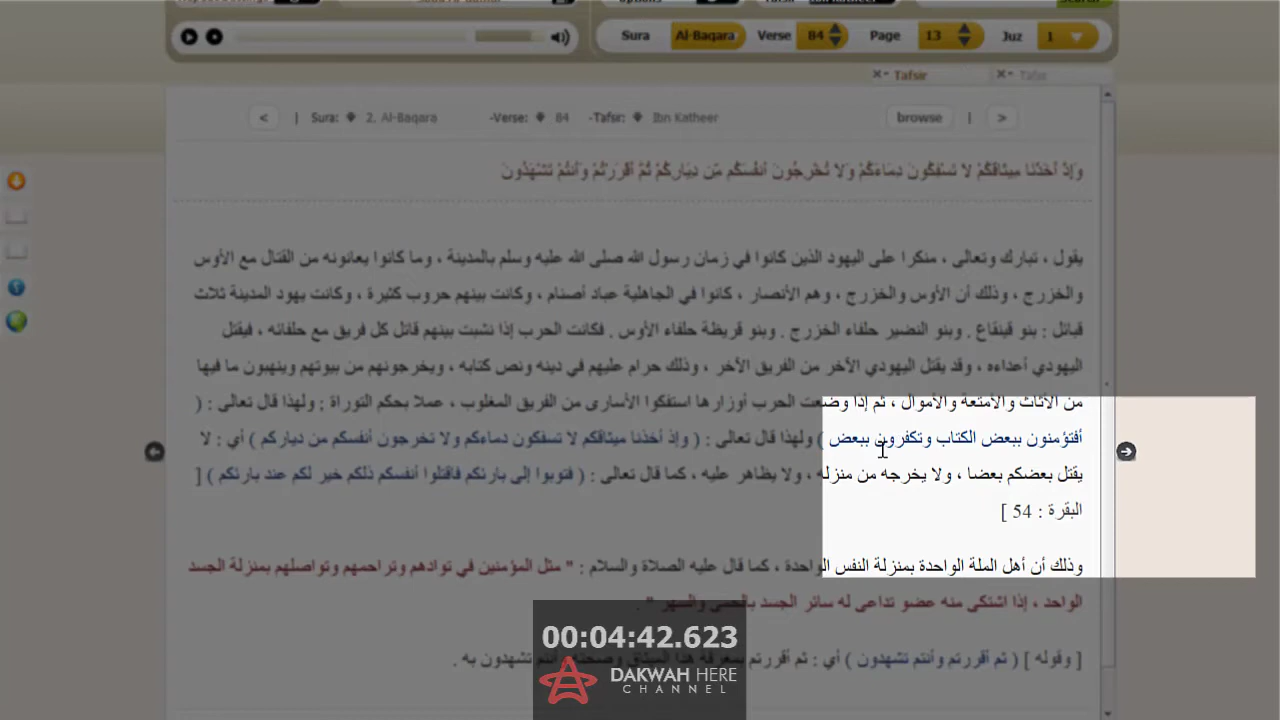 Sura Al-Baqara Verse 84 Page 13 Juz 1
Tafsir
< | Sura: 2. Al-Baqara -Verse: 84 -Tafsr: Ibn Katheer browse | >
وَإِذْ أَخَذْنَا مِيثَاقَكُمْ لَا تَسْفِكُونَ دِمَاءَكُمْ وَلَا تُخْرِجُونَ أَنفُسَكُم مِّن دِيَارِكُمْ ثُمَّ أَقْرَرْتُمْ وَأَنتُمْ تَشْهَدُونَ
يقول ، تبارك وتعالى ، منكرا على اليهود الذين كانوا في زمان رسول الله صلى الله عليه وسلم بالمدينة ، وما كانوا يعانونه من القتال مع الأوس
والخزرج ، وذلك أن الأوس والخزرج ، وهم الأنصار ، كانوا في الجاهلية عباد أصنام ، وكانت بينهم حروب كثيرة ، وكانت يهود المدينة ثلاث
قبائل : بنو قينقاع . وبنو النضير حلفاء الخزرج . وبنو قريظة حلفاء الأوس . فكانت الحرب إذا نشبت بينهم قاتل كل فريق مع حلفائه ، فيقتل
اليهودي أعداءه ، وقد يقتل اليهودي الآخر من الفريق الآخر ، وذلك حرام عليهم في دينه ونص كتابه ، ويخرجونهم من بيوتهم وينهبون ما فيها
من الأثاث والأمتعة والأموال ، ثم إذا وضعت الحرب أوزارها استفكوا الأسارى من الفريق المغلوب ، عملا بحكم التوراة : ولهذا قال تعالى : (
أفتؤمنون ببعض الكتاب وتكفرون ببعض ) ولهذا قال تعالى : ( وإذ أخذنا ميثاقكم لا تسفكون دماءكم ولا تخرجون أنفسكم من دياركم ) أي : لا
يقتل بعضكم بعضا ، ولا يخرجه من منزله ، ولا يظاهر عليه ، كما قال تعالى : ( فتوبوا إلى بارئكم فاقتلوا أنفسكم ذلكم خير لكم عند بارئكم ) [
البقرة : 54 ]
وذلك أن أهل الملة الواحدة بمنزلة النفس الواحدة ، كما قال عليه الصلاة والسلام : " مثل المؤمنين في توادهم وتراحمهم وتواصلهم بمنزلة الجسد
الواحد ، إذا اشتكى منه عضو تداعى له سائر الجسد بالحمى والسهر " .
[ وقوله ] ( ثم أقررتم وأنتم تشهدون ) أي : ثم أقررتم بمعرفة هذا الميثاق وصحته وأنتم تشهدون به .
00:04:42.623
DAKWAH HERE
CHANNEL